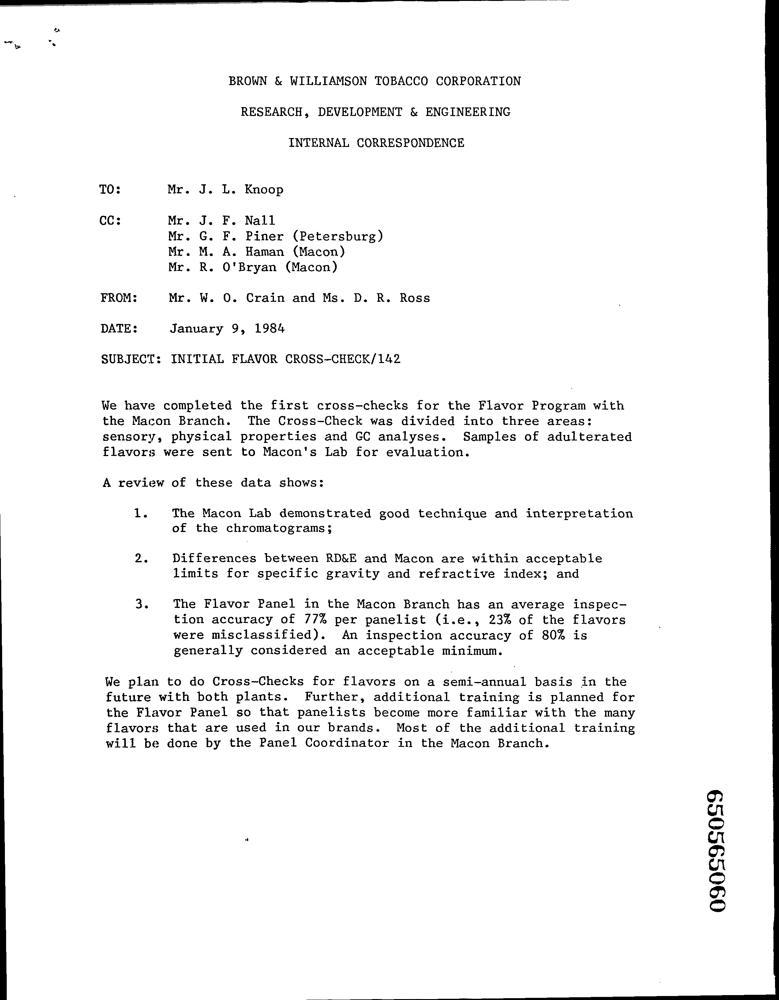 BROWN & WILLIAMSON TOBACCO CORPORATION
RESEARCH, DEVELOPMENT & ENGINEERING
INTERNAL CORRESPONDENCE
TO: Mr. J. L. Knoop
CC: Mr. J. F. Nall
Mr. G. F. Piner (Petersburg)
Mr. M. A. Haman (Macon)
Mr. R. O'Bryan (Macon)
FROM: Mr. W. O. Crain and Ms. D. R. Ross
DATE: January 9, 1984
SUBJECT: INITIAL FLAVOR CROSS-CHECK/142
We have completed the first cross-checks for the Flavor Program with
the Macon Branch. The Cross-Check was divided into three areas:
sensory, physical properties and GC analyses. Samples of adulterated
flavors were sent to Macon's Lab for evaluation.
A review of these data shows:
1. The Macon Lab demonstrated good technique and interpretation
of the chromatograms;
2. Differences between RD&E and Macon are within acceptable
limits for specific gravity and refractive index; and
3. The Flavor Panel in the Macon Branch has an average inspec-
tion accuracy of 77% per panelist (i.e., 23% of the flavors
were misclassified). An inspection accuracy of 80% is
generally considered an acceptable minimum.
We plan to do Cross-Checks for flavors on a semi-annual basis in the
future with both plants. Further, additional training is planned for
the Flavor Panel so that panelists become more familiar with the many
flavors that are used in our brands. Most of the additional training
will be done by the Panel Coordinator in the Macon Branch.
650565060